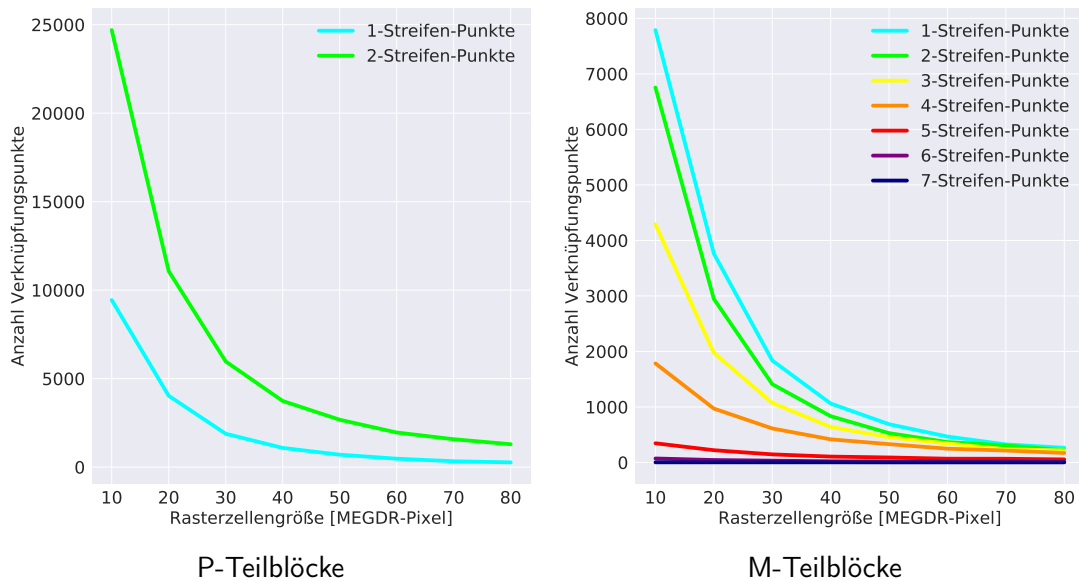 25000
20000
15000
10000
5000
0
Anzahl Verknüpfungspunkte
1-Streifen-Punkte
2-Streifen-Punkte
10 20 30 40 50 60 70 80
Rasterzellengröße [MEGDR-Pixel]
P-Teilblöcke
8000
7000
6000
5000
4000
3000
2000
1000
0
Anzahl Verknüpfungspunkte
1-Streifen-Punkte
2-Streifen-Punkte
3-Streifen-Punkte
4-Streifen-Punkte
5-Streifen-Punkte
6-Streifen-Punkte
7-Streifen-Punkte
10 20 30 40 50 60 70 80
Rasterzellengröße [MEGDR-Pixel]
M-Teilblöcke